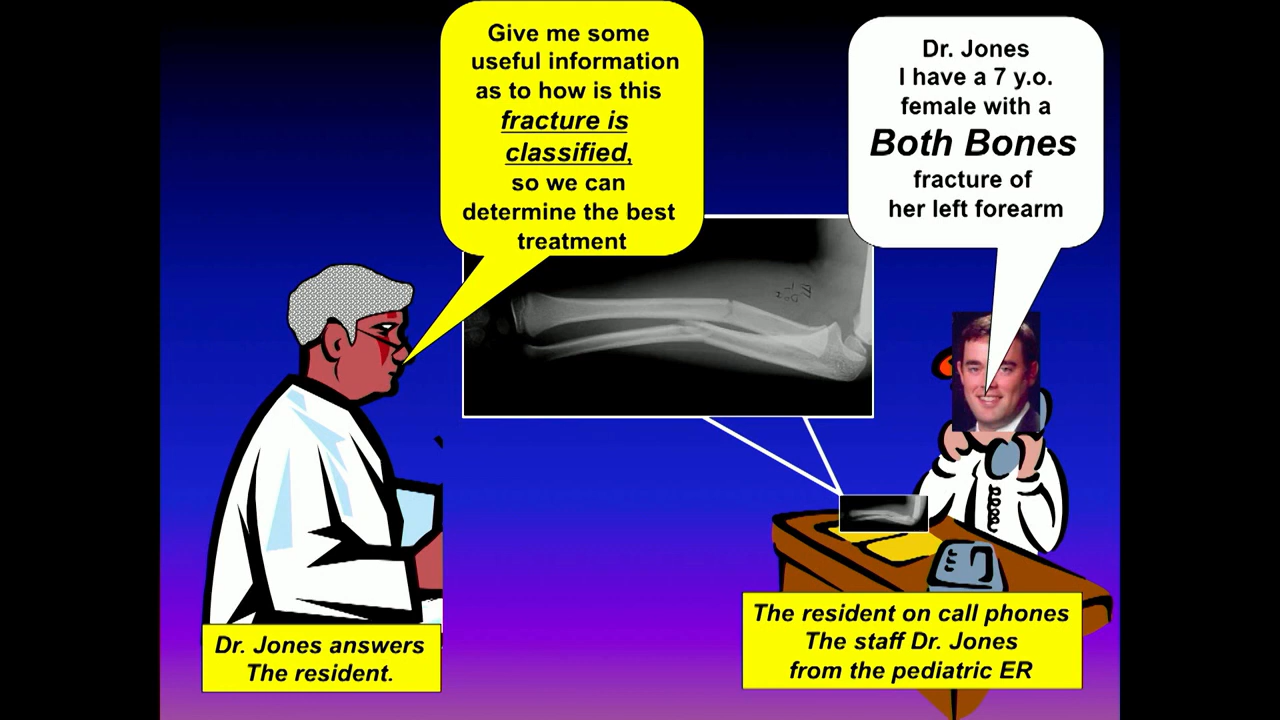 Give me some
useful information
as to how is this
fracture is
classified,
so we can
determine the best
treatment
Dr. Jones
I have a 7 y.o.
female with a
Both Bones
fracture of
her left forearm
Dr. Jones answers
The resident.
The resident on call phones
The staff Dr. Jones
from the pediatric ER